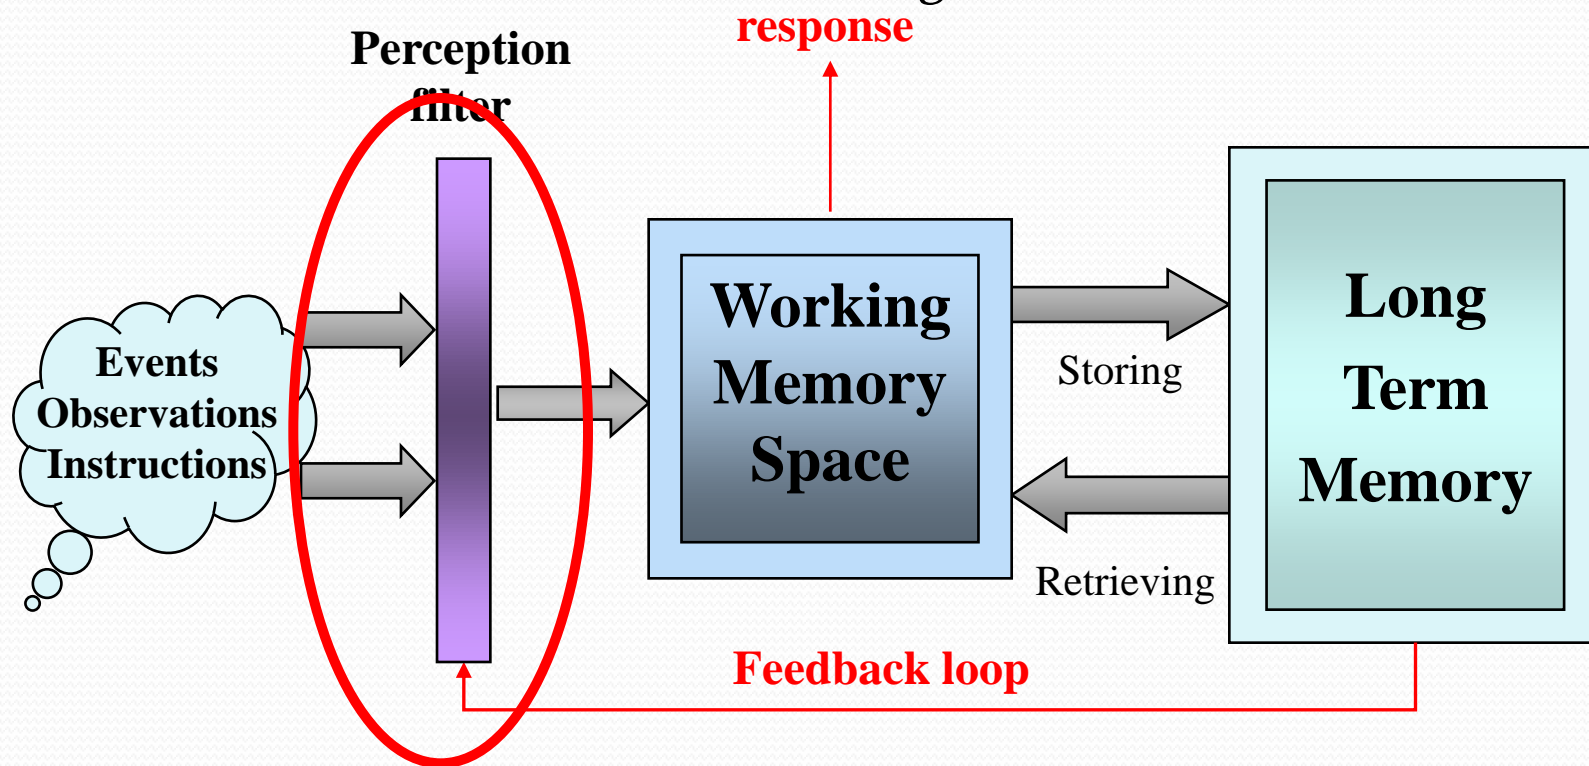 response
Perception
filter
Events
Observations
Instructions
Working
Memory
Space
Storing
Retrieving
Long
Term
Memory
Feedback loop